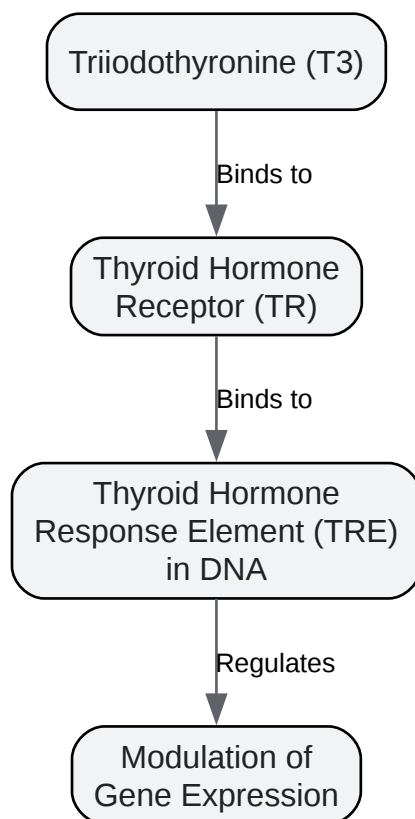 Triiodothyronine (T3)
Binds to
Thyroid Hormone
Receptor (TR)
Binds to
Thyroid Hormone
Response Element (TRE)
in DNA
Regulates
Modulation of
Gene Expression